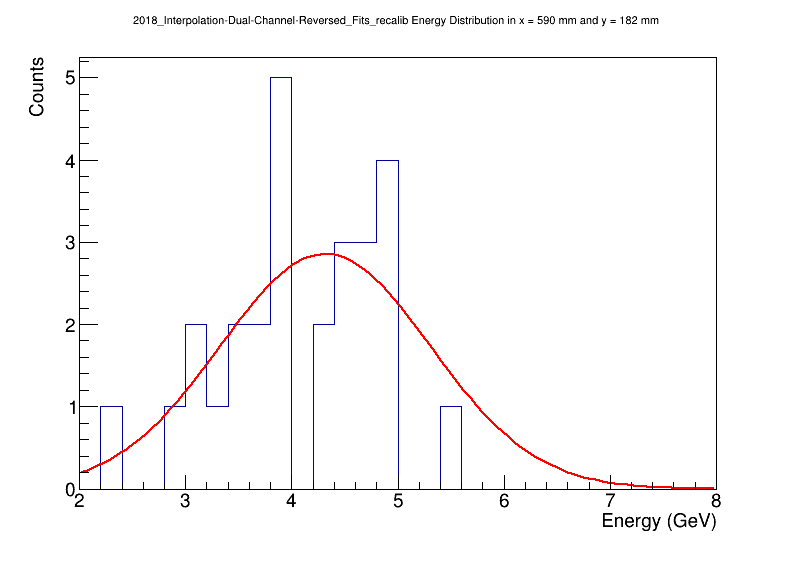 2018_Interpolation-Dual-Channel-Reversed_Fits_recalib Energy Distribution in x = 590 mm and y = 182 mm
Counts
5
4
3
2
1
0
2 3 4 5 6 7 8
Energy (GeV)